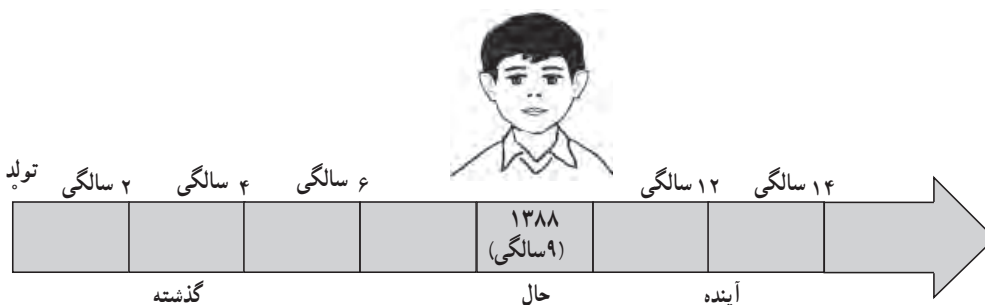 تولد
۲ سالگی
۴ سالگی
۶ سالگی
۱۲ سالگی
۱۴ سالگی
۱۳۸۸
(۹سالگی)
گذشته
حال
آینده